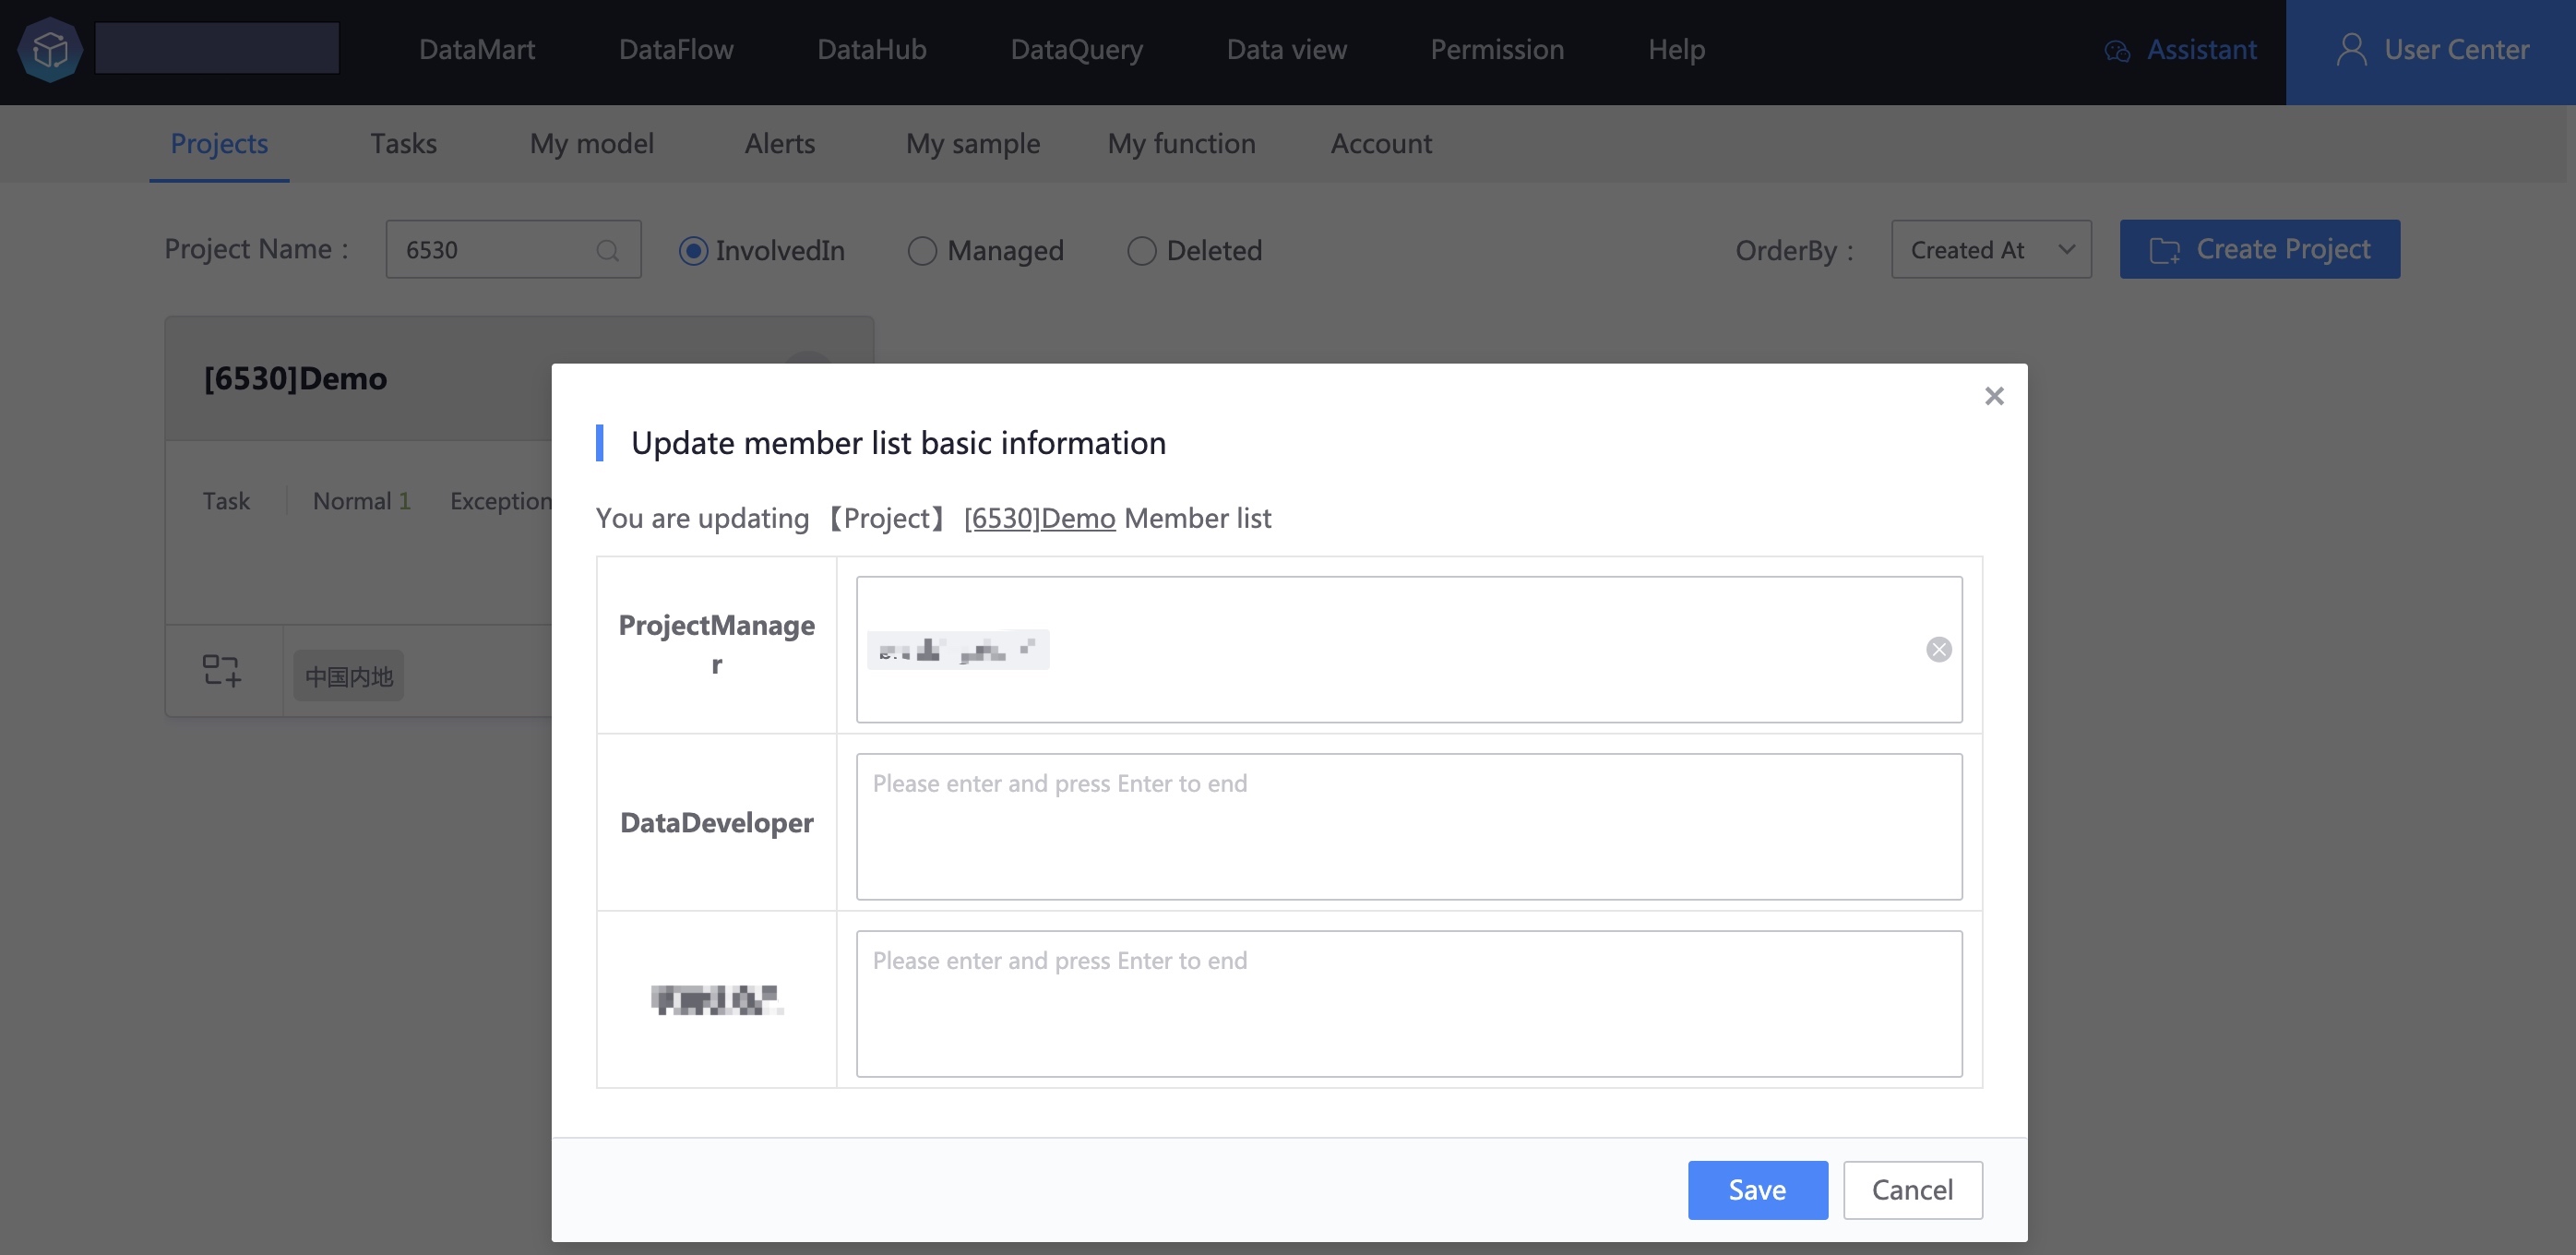 DataMart DataFlow DataHub DataQuery Data view Permission Help Assistant User Center
Projects Tasks My model Alerts My sample My function Account
Project Name : 6530 InvolvedIn Managed Deleted OrderBy : Created At Create Project
[6530]Demo
Task Normal 1 Exception
中国内地
Update member list basic information
You are updating 【Project】 [6530]Demo Member list
ProjectManage
r
DataDeveloper Please enter and press Enter to end
Please enter and press Enter to end
Save Cancel